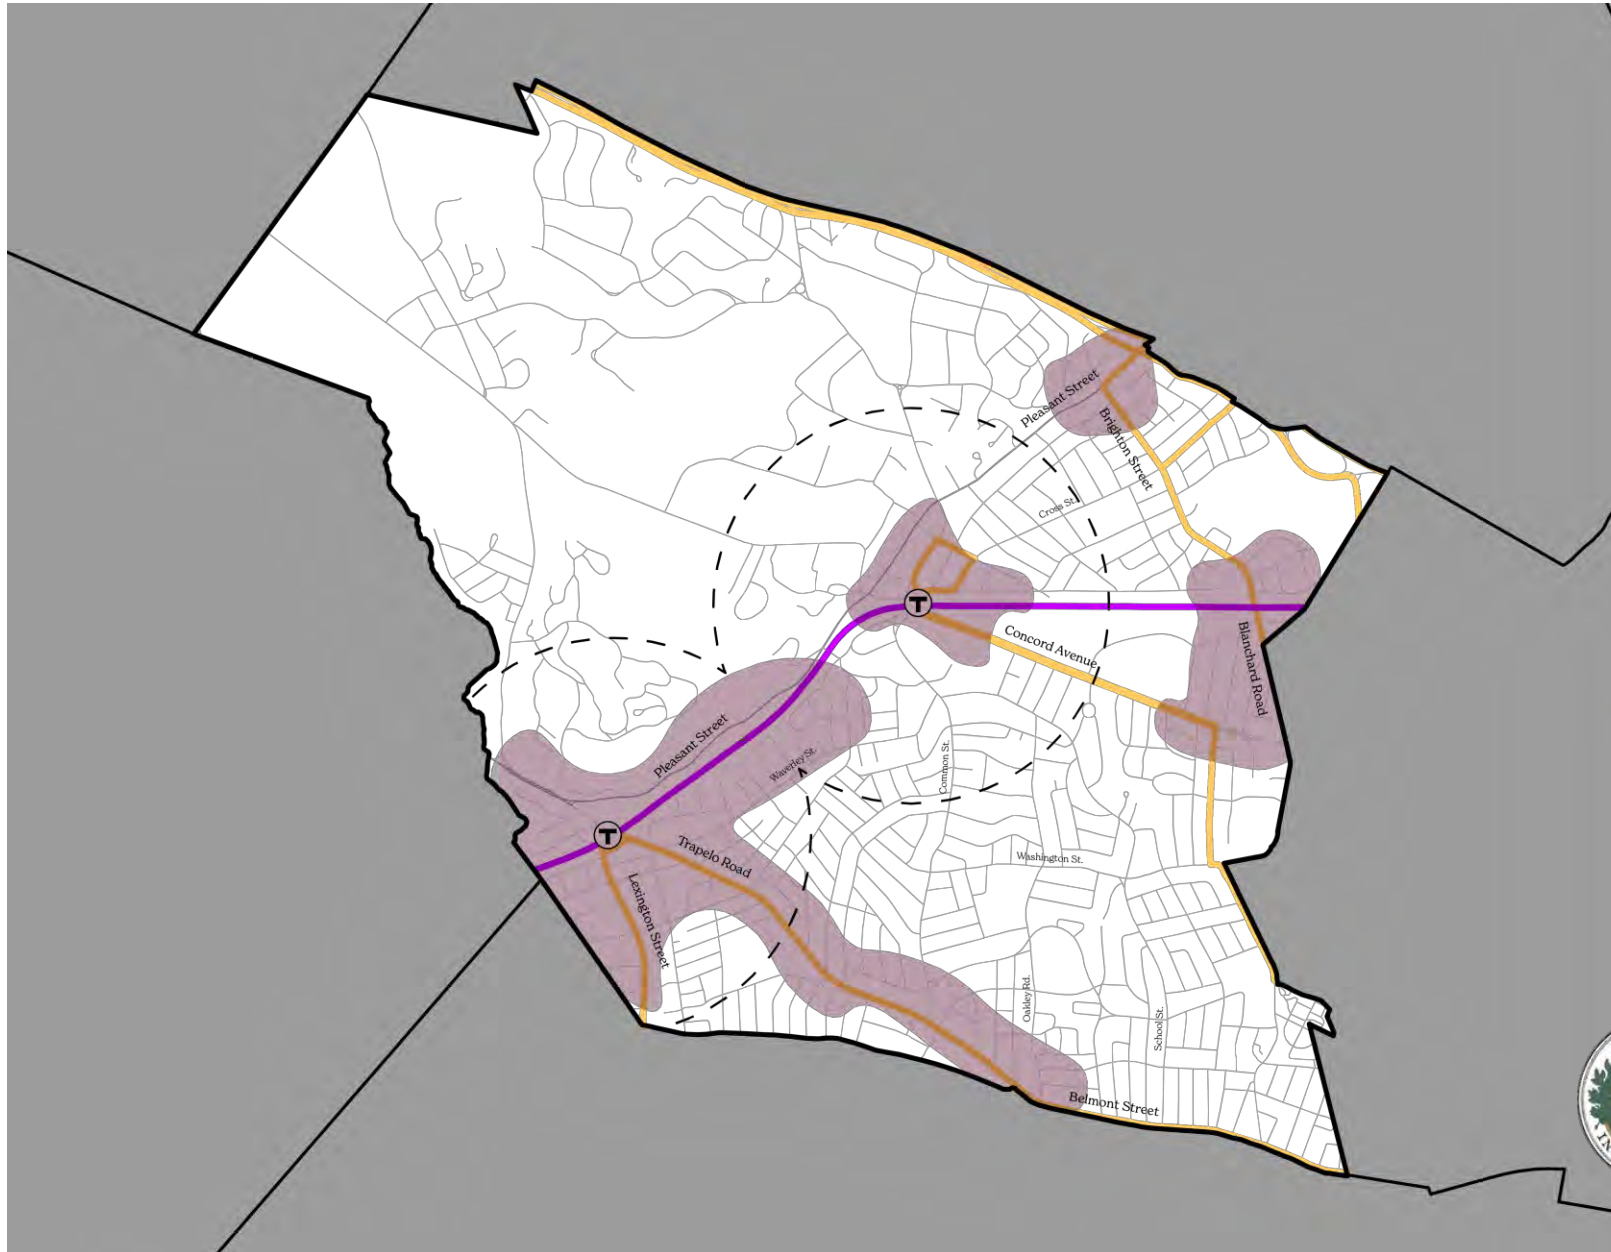 Pleasant Street
Brighton Street
Cross St.
T
Concord Avenue
Blanchard Road
Pleasant Street
Waverley St.
Common St.
T
Trapelo Road
Washington St.
Lexington Street
Oakley Rd.
School St.
Belmont Street
IN